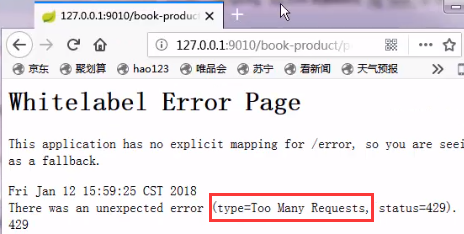 127.0.0.1:9010/book-product/
127.0.0.1:9010/book-product/p
京东 聚划算 hao123 唯品会 苏宁 看新闻 天气预报
Whitelabel Error Page
This application has no explicit mapping for /error, so you are seei
as a fallback.
Fri Jan 12 15:59:25 CST 2018
There was an unexpected error (type=Too Many Requests, status=429).
429